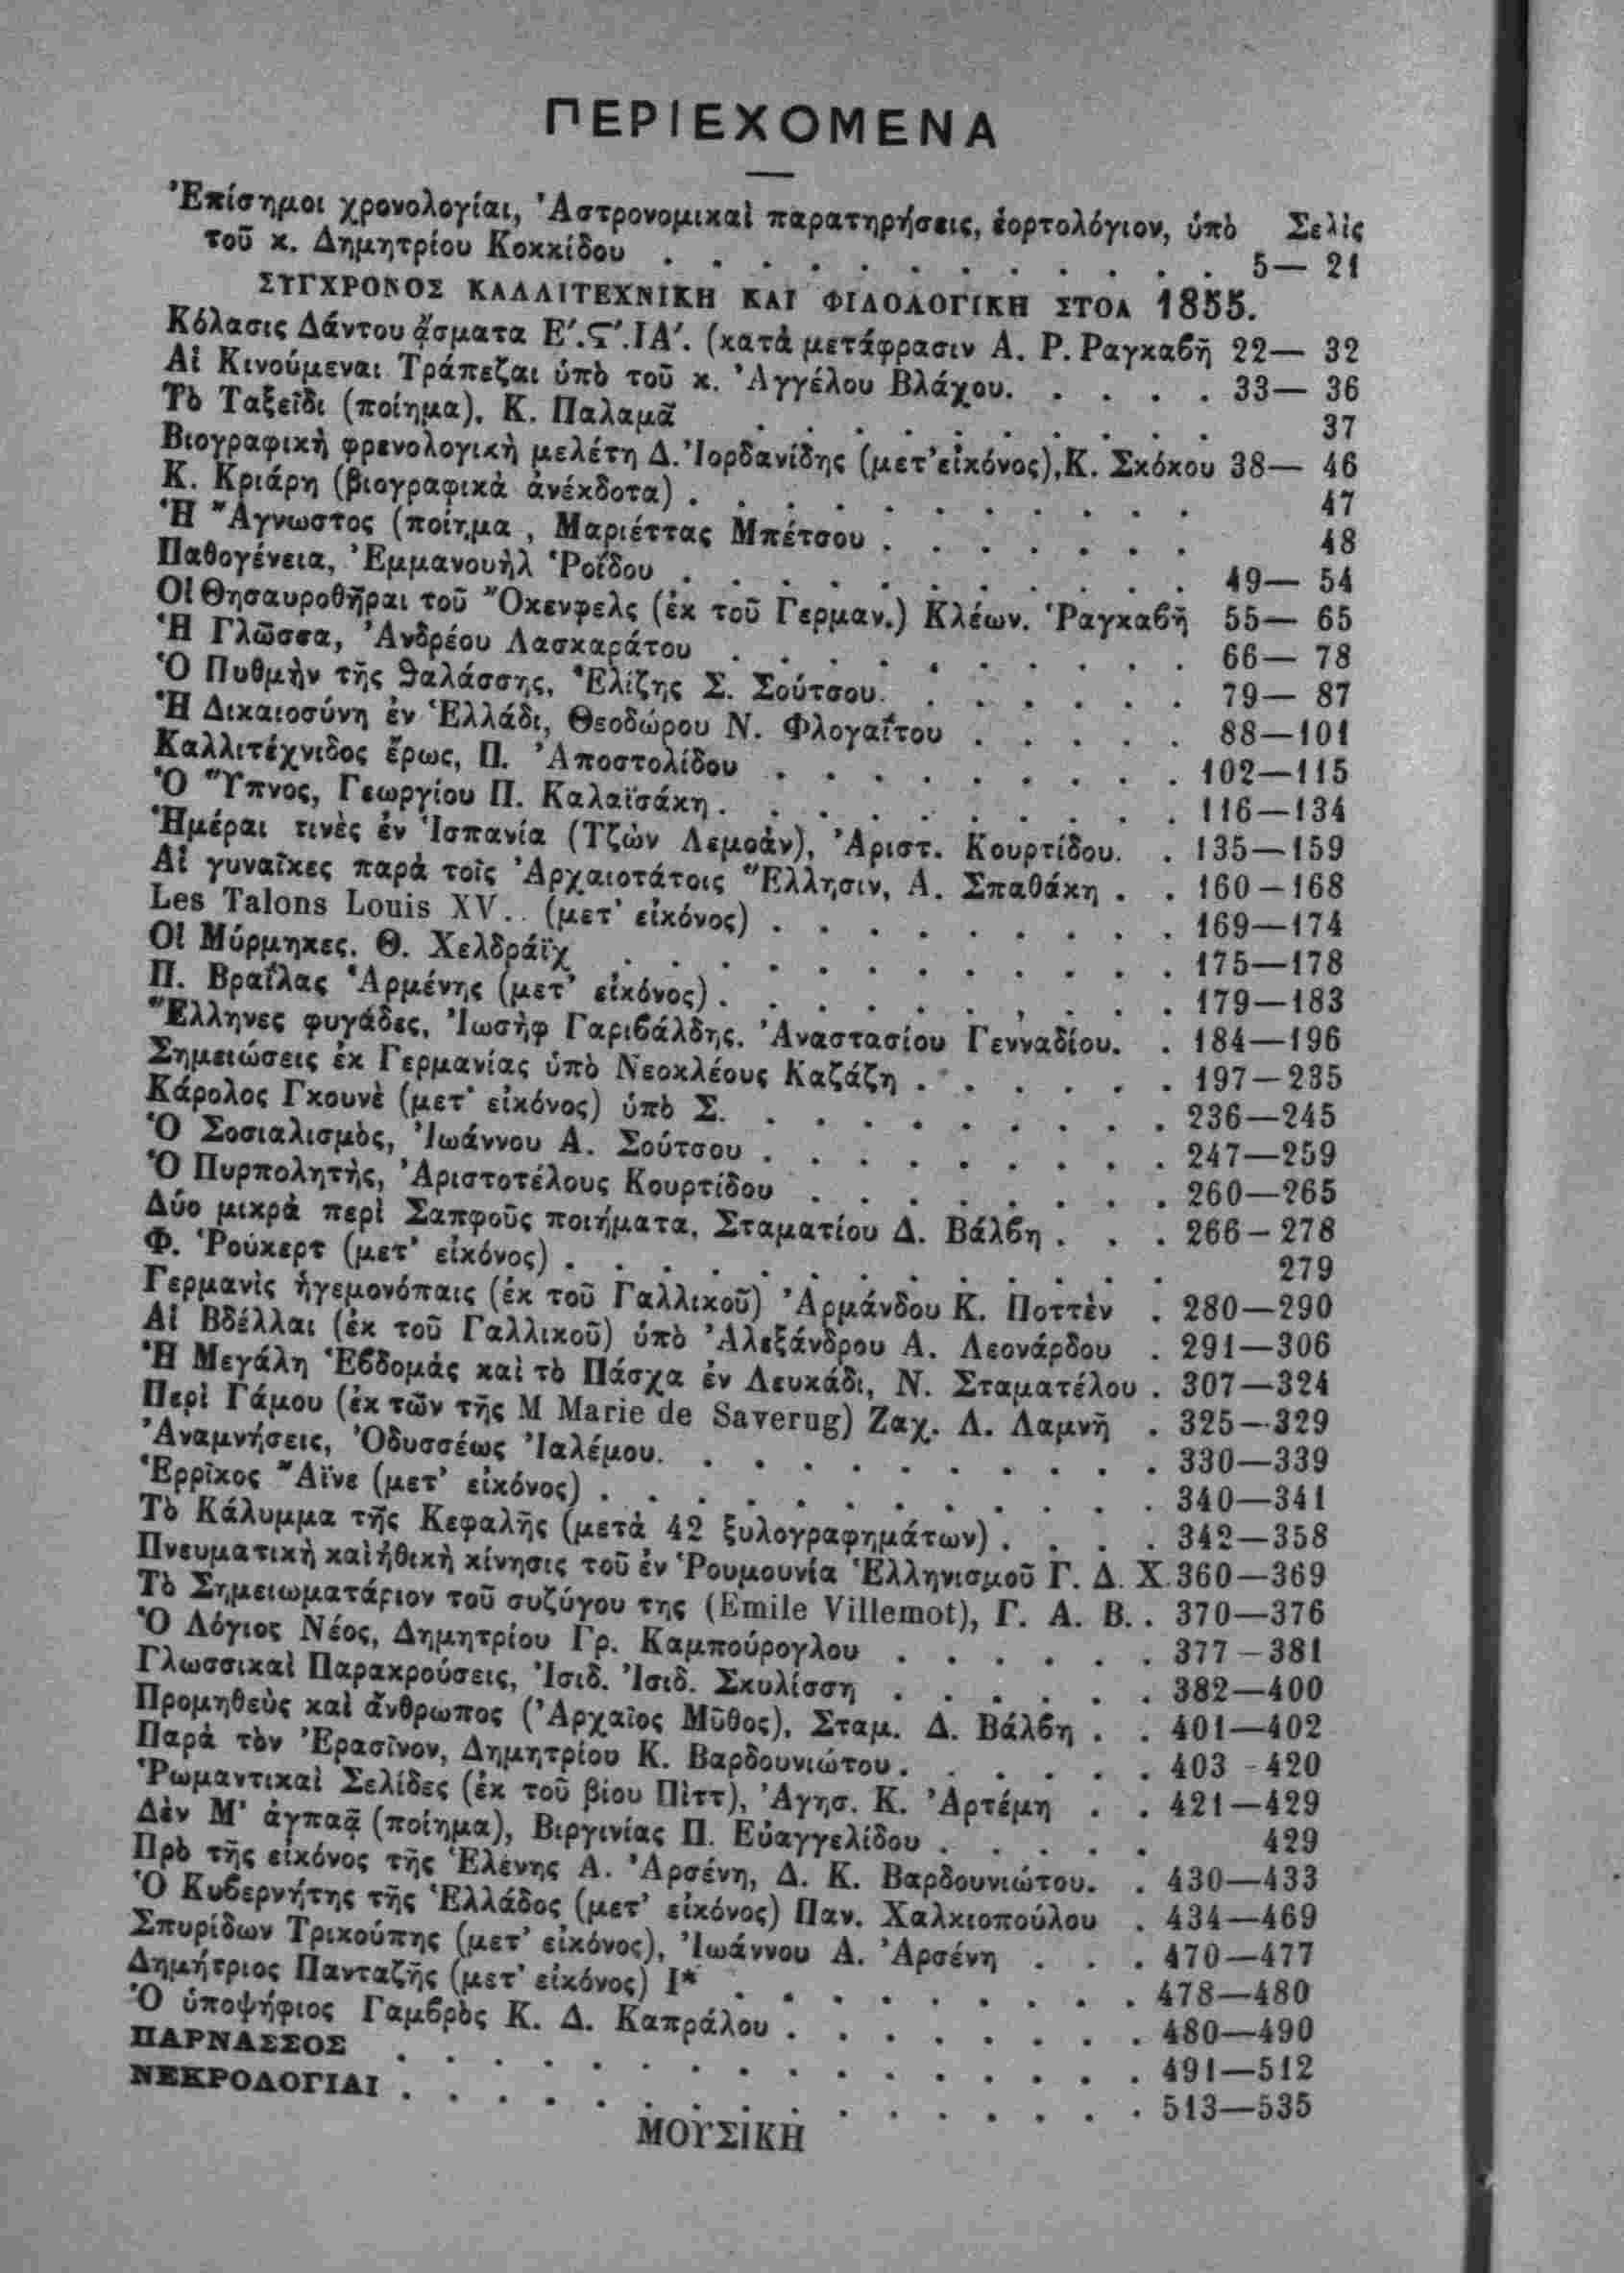 ΠΕΡΙΕΧΟΜΕΝΑ
Ἐπίσημοι χρονολογίαι, Ἀστρονομικαὶ παρατηρήσεις, ἑορτολόγιον, ὑπὸ Σελὶς
τοῦ κ. Δημητρίου Κοκκίδου . . . . . . . . . . . . 5— 21
ΣΥΓΧΡΟΝΟΣ ΚΑΛΛΙΤΕΧΝΙΚΗ ΚΑΙ ΦΙΛΟΛΟΓΙΚΗ ΣΤΟΑ 1855.
Κόλασις Δάντου ᾄσματα Ε′.Ϛ′.ΙΑ′. (κατὰ μετάφρασιν Α. Ρ. Ραγκαβῆ 22— 32
Αἱ Κινούμεναι Τράπεζαι ὑπὸ τοῦ κ. Ἀγγέλου Βλάχου. . . . . 33— 36
Τὸ Ταξεῖδι (ποίημα), Κ. Παλαμᾶ . . . . . . . . . . 37
Βιογραφικὴ φρενολογικὴ μελέτη Δ. Ἰορδανίδης (μετ’ εἰκόνος), Κ. Σκόκου 38— 46
Κ. Κριάρη (βιογραφικὰ ἀνέκδοτα) . . . . . . . . . . . 47
Ἡ Ἄγνωστος (ποίημα , Μαριέττας Μπέτσου . . . . . . . 48
Παθογένεια, Ἐμμανουὴλ Ῥοΐδου . . . . . . . . . . . 49— 54
Οἱ Θησαυροθῆραι τοῦ Ὄκενφελς (ἐκ τοῦ Γερμαν.) Κλέων. Ῥαγκαβῆ 55— 65
Ἡ Γλῶσσα, Ἀνδρέου Λασκαράτου . . . . . . . . . . 66— 78
Ὁ Πυθμὴν τῆς θαλάσσης, Ἐλίζης Σ. Σούτσου. . . . . . . 79— 87
Ἡ Δικαιοσύνη ἐν Ἑλλάδι, Θεοδώρου Ν. Φλογαΐτου . . . . . 88—101
Καλλιτέχνιδος ἔρως, Π. Ἀποστολίδου . . . . . . . . . 102—115
Ὁ Ὕπνος, Γεωργίου Π. Καλαϊσάκη . . . . . . . . . . 116—134
Ἡμέραι τινὲς ἐν Ἰσπανίᾳ (Τζὼν Λεμοὰν), Ἀριστ. Κουρτίδου. . 135—159
Αἱ γυναῖκες παρὰ τοῖς Ἀρχαιοτάτοις Ἕλλησιν, Α. Σπαθάκη . . 160—168
Les Talons Louis XV.. (μετ’ εἰκόνος) . . . . . . . . . 169—174
Οἱ Μύρμηκες. Θ. Χελδράϊχ . . . . . . . . . . . . 175—178
Π. Βραΐλας Ἀρμένης (μετ’ εἰκόνος) . . . . . . . . . . 179—183
Ἕλληνες φυγάδες, Ἰωσὴφ Γαριβάλδης. Ἀναστασίου Γενναδίου. . 184—196
Σημειώσεις ἐκ Γερμανίας ὑπὸ Νεοκλέους Καζάζη . . . . . . 197—235
Κάρολος Γκουνὲ (μετ’ εἰκόνος) ὑπὸ Σ. . . . . . . . . . 236—245
Ὁ Σοσιαλισμὸς, Ἰωάννου Α. Σούτσου . . . . . . . . . 247—259
Ὁ Πυρπολητὴς, Ἀριστοτέλους Κουρτίδου . . . . . . . . 260—265
Δύο μικρὰ περὶ Σαπφοῦς ποιήματα, Σταματίου Δ. Βάλβη . . . 266—278
Φ. Ῥούκερτ (μετ’ εἰκόνος) . . . . . . . . . . . . . 279
Γερμανὶς ἡγεμονόπαις (ἐκ τοῦ Γαλλικοῦ) Ἀρμάνδου Κ. Ποττὲν . 280—290
Αἱ Βδέλλαι (ἐκ τοῦ Γαλλικοῦ) ὑπὸ Ἀλεξάνδρου Α. Λεονάρδου . 291—306
Ἡ Μεγάλη Ἑβδομὰς καὶ τὸ Πάσχα ἐν Λευκάδι, Ν. Σταματέλου . 307—324
Περὶ Γάμου (ἐκ τῶν τῆς M Marie de Saverug) Ζαχ. Λ. Λαμνῆ . 325—329
Ἀναμνήσεις, Ὀδυσσέως Ἰαλέμου. . . . . . . . . . . 330—339
Ἑρρῖκος Ἄϊνε (μετ’ εἰκόνος) . . . . . . . . . . . . 340—341
Τὸ Κάλυμμα τῆς Κεφαλῆς (μετὰ 42 ξυλογραφημάτων) . . . . 342—358
Πνευματικὴ καὶ ἠθικὴ κίνησις τοῦ ἐν Ῥουμουνίᾳ Ἑλληνισμοῦ Γ. Δ. Χ. 360—369
Τὸ Σημειωματάριον τοῦ συζύγου της (Emile Villemot), Γ. Α. Β. . 370—376
Ὁ Λόγιος Νέος, Δημητρίου Γρ. Καμπούρογλου . . . . . . 377—381
Γλωσσικαὶ Παρακρούσεις, Ἰσιδ. Ἰσιδ. Σκυλίσση . . . . . . 382—400
Προμηθεὺς καὶ ἄνθρωπος (Ἀρχαῖος Μῦθος), Σταμ. Δ. Βάλβη . . 401—402
Παρὰ τὸν Ἐρασῖνον, Δημητρίου Κ. Βαρδουνιώτου . . . . . . 403—420
Ῥωμαντικαὶ Σελίδες (ἐκ τοῦ βίου Πὶττ), Ἀγησ. Κ. Ἀρτέμη . . 421—429
Δὲν Μ’ ἀγπαᾷ (ποίημα), Βιργινίας Π. Εὐαγγελίδου . . . . . 429
Πρὸ τῆς εἰκόνος τῆς Ἑλένης Α. Ἀρσένη, Δ. Κ. Βαρδουνιώτου. . 430—433
Ὁ Κυβερνήτης τῆς Ἑλλάδος (μετ’ εἰκόνος) Παν. Χαλκιοπούλου . 434—469
Σπυρίδων Τρικούπης (μετ’ εἰκόνος), Ἰωάννου Α. Ἀρσένη . . . 470—477
Δημήτριος Πανταζῆς (μετ’ εἰκόνος) Ι* . . . . . . . . . 478—480
Ὁ ὑποψήφιος Γαμβρὸς Κ. Δ. Καπράλου . . . . . . . . 480—490
ΠΑΡΝΑΣΣΟΣ . . . . . . . . . . . . . . . . 491—512
ΝΕΚΡΟΛΟΓΙΑΙ . . . . . . . . . . . . . . . . 513—535
ΜΟΥΣΙΚΗ